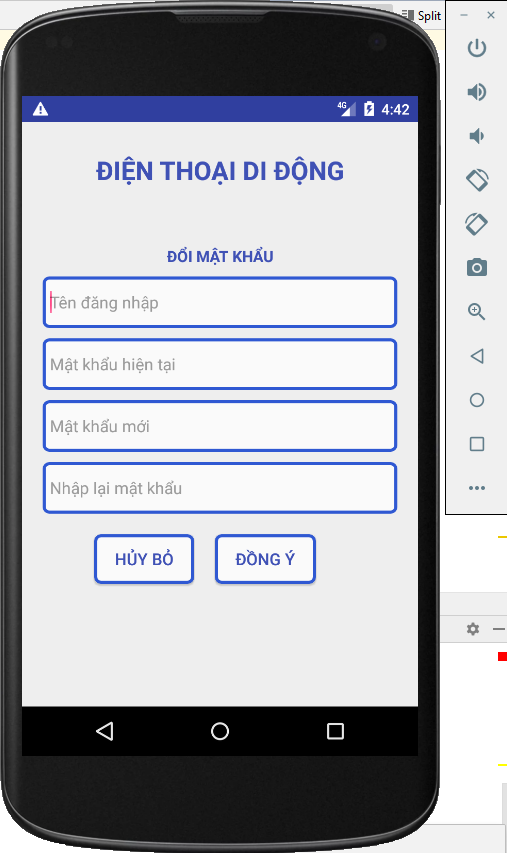 Split
4G 4:42
ĐIỆN THOẠI DI ĐỘNG
ĐỔI MẬT KHẨU
Tên đăng nhập
Mật khẩu hiện tại
Mật khẩu mới
Nhập lại mật khẩu
HỦY BỎ ĐỒNG Ý